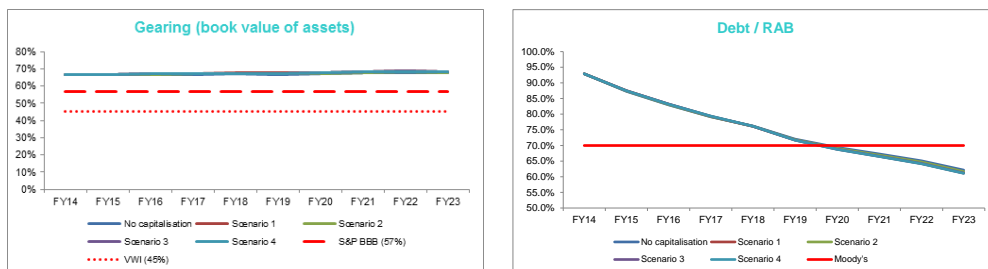 Gearing (book value of assets)
80%
70%
60%
50%
40%
30%
20%
10%
0%
FY14 FY15 FY16 FY17 FY18 FY19 FY20 FY21 FY22 FY23
No capitalisation Scenario 1 Scenario 2
Scenario 3 Scenario 4 S&P BBB (57%)
VWI (45%)
Debt / RAB
100.0%
95.0%
90.0%
85.0%
80.0%
75.0%
70.0%
65.0%
60.0%
55.0%
50.0%
FY14 FY15 FY16 FY17 FY18 FY19 FY20 FY21 FY22 FY23
No capitalisation Scenario 1 Scenario 2
Scenario 3 Scenario 4 Moody's